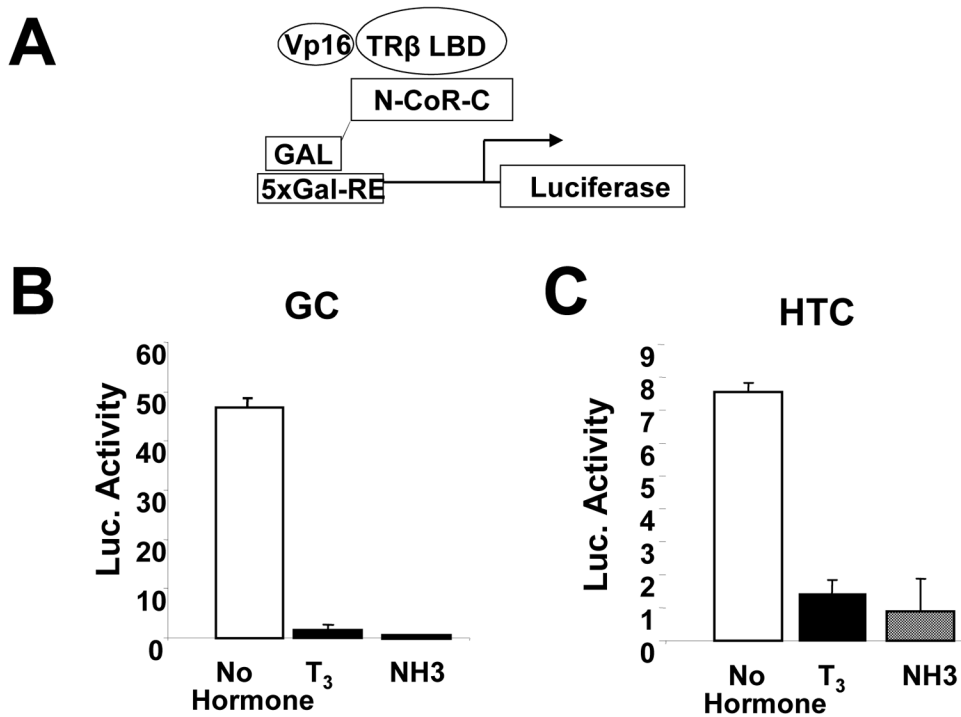 A
Vp16
TRβ LBD
N-CoR-C
GAL
5xGal-RE
Luciferase
B
GC
Luc. Activity
60
50
40
30
20
10
0
No Hormone
T₃
NH3
C
HTC
Luc. Activity
9
8
7
6
5
4
3
2
1
0
No Hormone
T₃
NH3